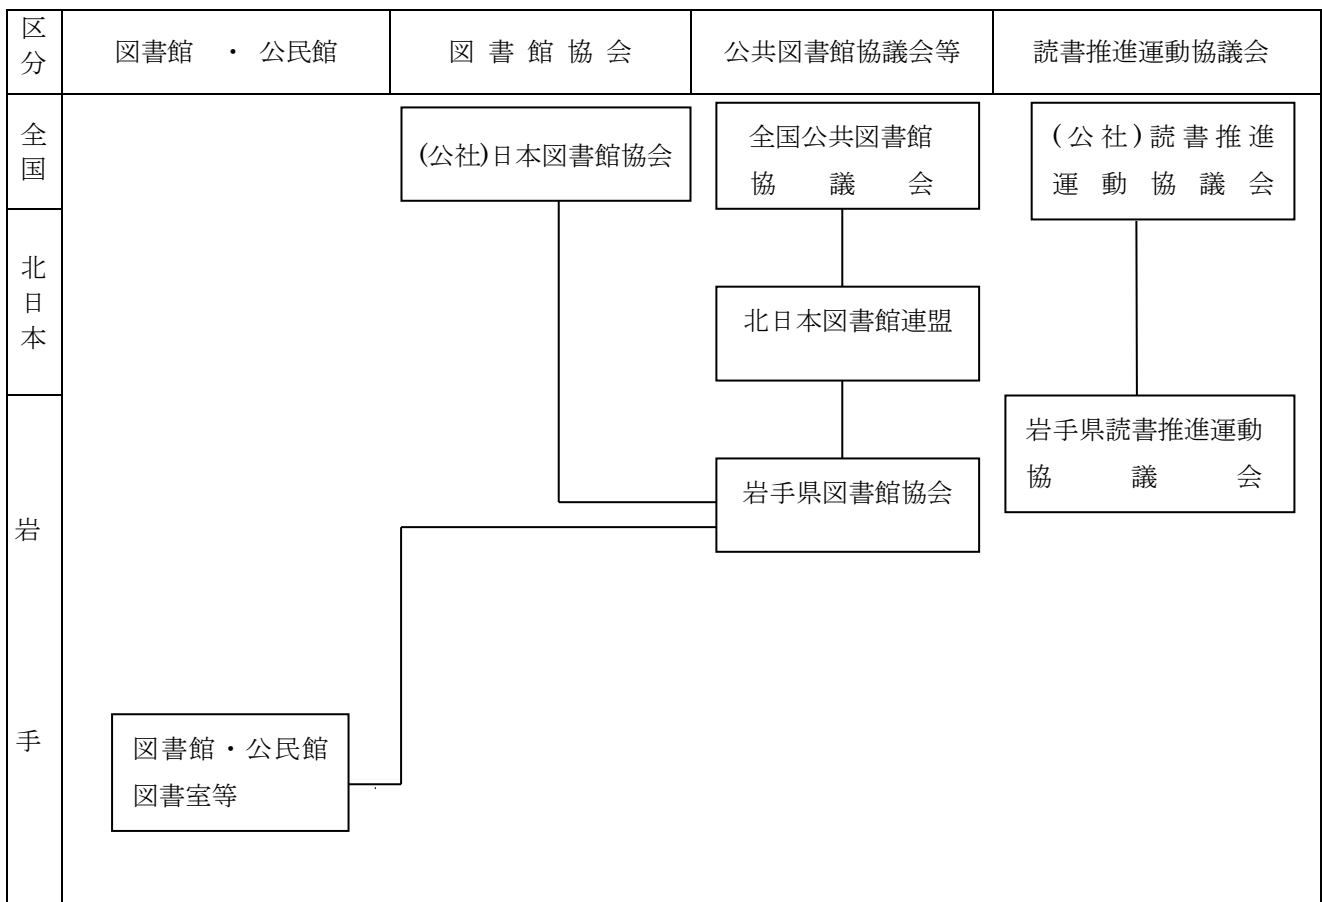 区分
図書館 ・ 公民館
図書館協会
公共図書館協議会等
読書推進運動協議会
全国
(公社)日本図書館協会
全国公共図書館
協議会
(公社)読書推進
運動協議会
北日本
北日本図書館連盟
岩手
岩手県図書館協会
岩手県読書推進運動
協議会
図書館・公民館
図書室等